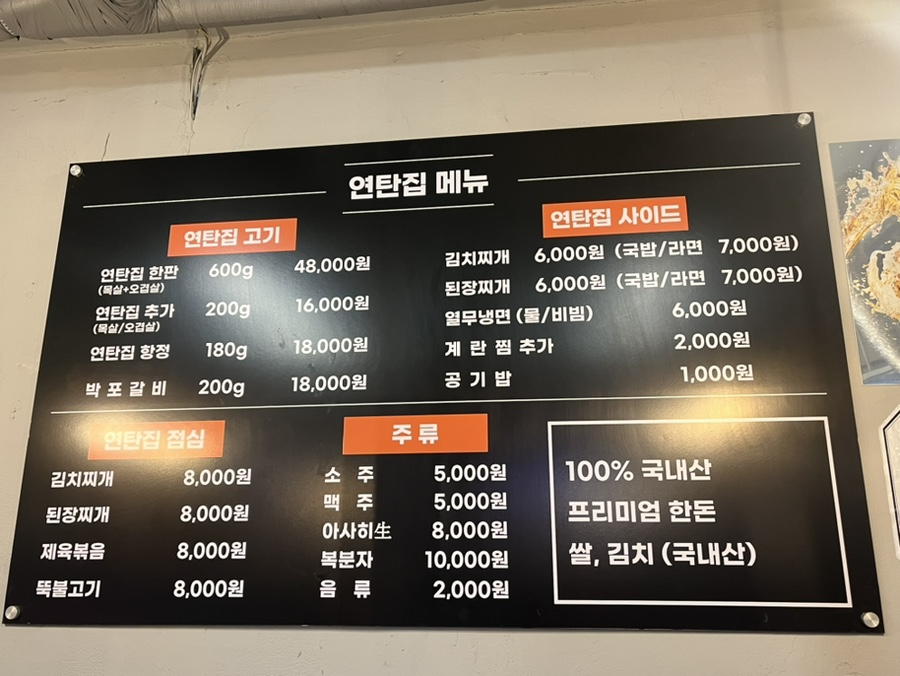 연탄집 메뉴
연탄집 고기
연탄집 한판 600g 48,000원
(목살+오겹살)
연탄집 추가 200g 16,000원
(목살/오겹살)
연탄집 항정 180g 18,000원
박포갈비 200g 18,000원
연탄집 사이드
김치찌개 6,000원 (국밥/라면 7,000원)
된장찌개 6,000원 (국밥/라면 7,000원)
열무냉면 (물/비빔) 6,000원
계란찜 추가 2,000원
공기밥 1,000원
연탄집 점심
김치찌개 8,000원
된장찌개 8,000원
제육볶음 8,000원
뚝불고기 8,000원
주류
소주 5,000원
맥주 5,000원
아사히生 8,000원
복분자 10,000원
음류 2,000원
100% 국내산
프리미엄 한돈
쌀, 김치 (국내산)